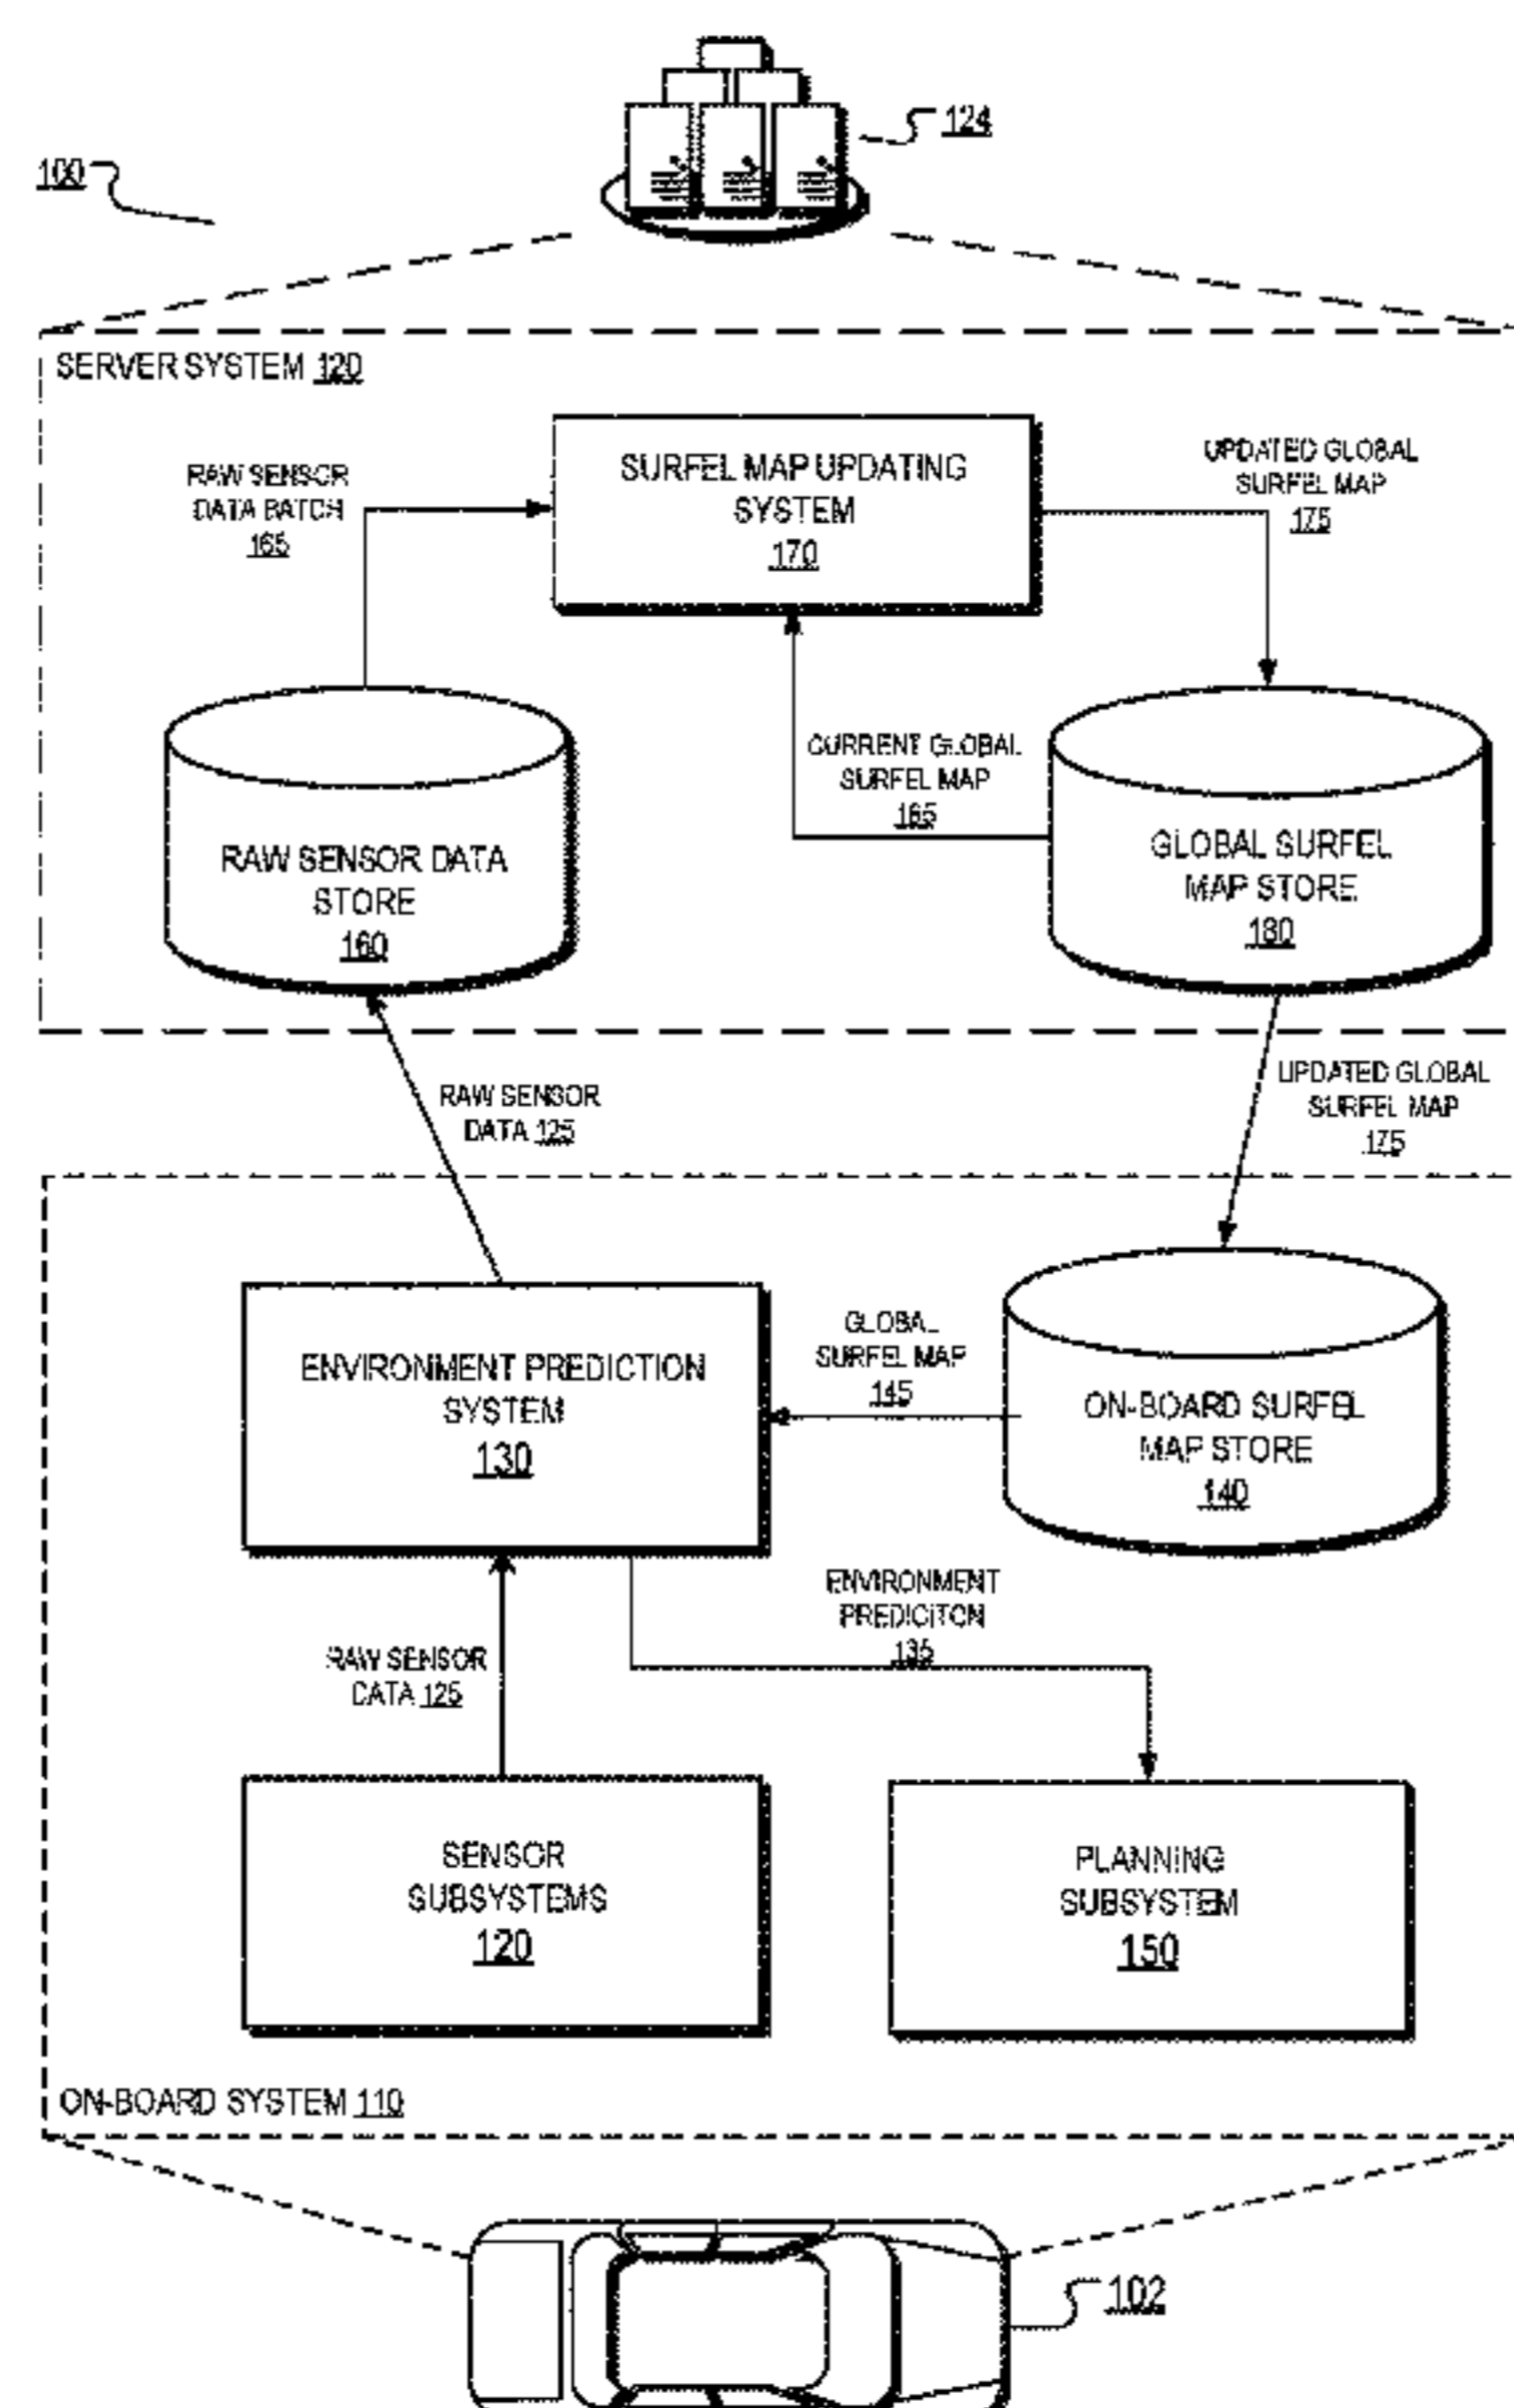 124
100
SERVER SYSTEM 120
RAW SENSOR
DATA BATCH
165
SURFEL MAP UPDATING
SYSTEM
170
UPDATED GLOBAL
SURFEL MAP
175
RAW SENSOR DATA
STORE
160
CURRENT GLOBAL
SURFEL MAP
185
GLOBAL SURFEL
MAP STORE
180
RAW SENSOR
DATA 125
UPDATED GLOBAL
SURFEL MAP
175
ENVIRONMENT PREDICTION
SYSTEM
130
GLOBAL
SURFEL MAP
145
ON-BOARD SURFEL
MAP STORE
140
RAW SENSOR
DATA 125
ENVIRONMENT
PREDICITON
135
SENSOR
SUBSYSTEMS
120
PLANNING
SUBSYSTEM
150
ON-BOARD SYSTEM 110
102